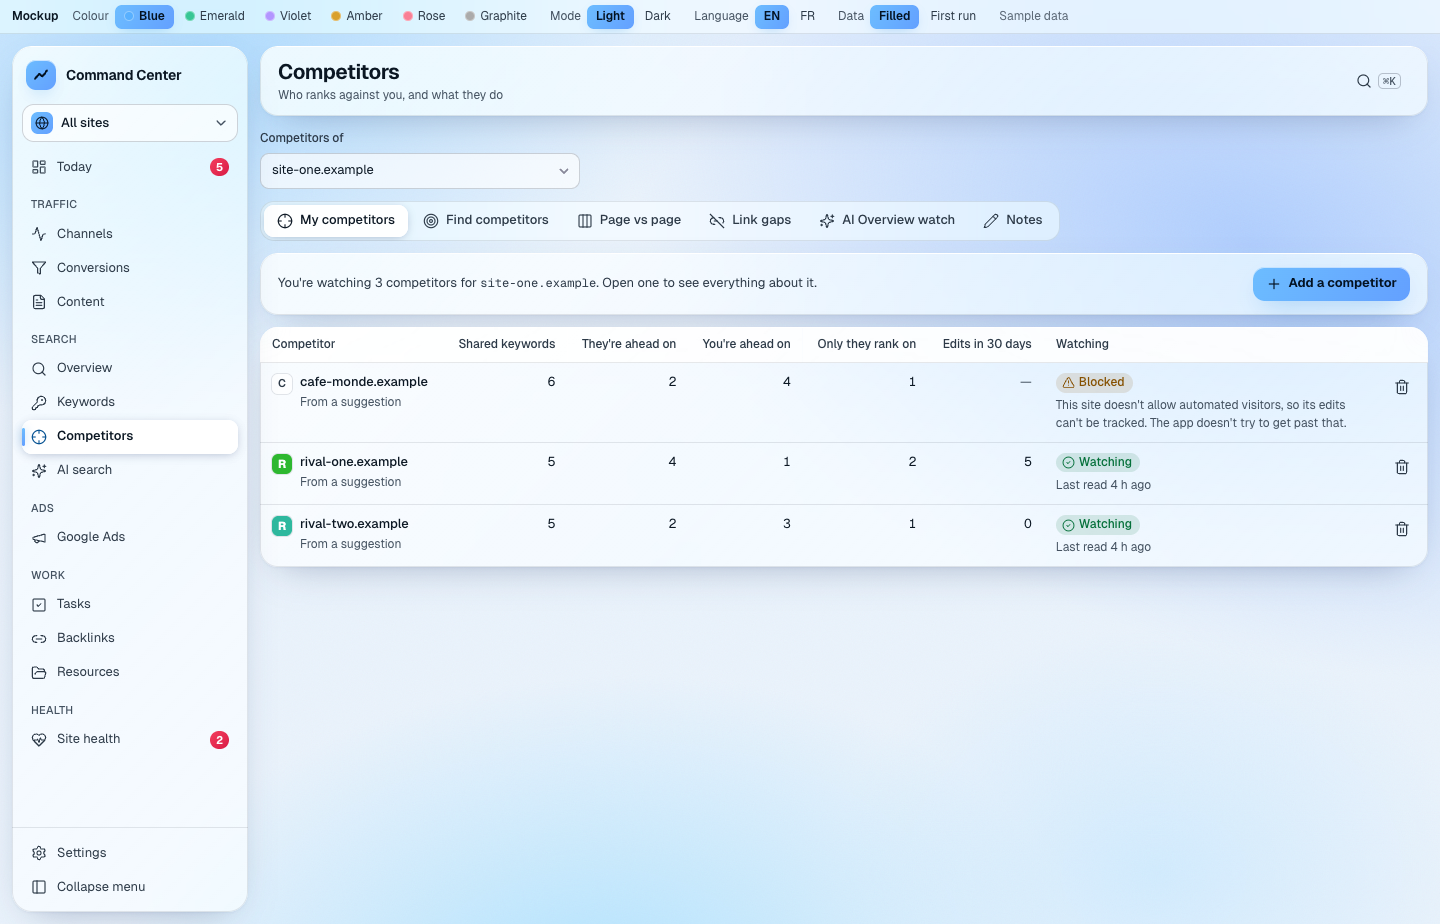 Mockup Colour Blue Emerald Violet Amber Rose Graphite Mode Light Dark Language EN FR Data Filled First run Sample data
Command Center
All sites
Today 5
TRAFFIC
Channels
Conversions
Content
SEARCH
Overview
Keywords
Competitors
AI search
ADS
Google Ads
WORK
Tasks
Backlinks
Resources
HEALTH
Site health 2
Settings
Collapse menu
Competitors
Who ranks against you, and what they do
⌘K
Competitors of
site-one.example
My competitors Find competitors Page vs page Link gaps AI Overview watch Notes
You're watching 3 competitors for site-one.example. Open one to see everything about it.
Add a competitor
Competitor Shared keywords They're ahead on You're ahead on Only they rank on Edits in 30 days Watching
C cafe-monde.example 6 2 4 1 — Blocked
From a suggestion
This site doesn't allow automated visitors, so its edits
can't be tracked. The app doesn't try to get past that.
R rival-one.example 5 4 1 2 5 Watching
From a suggestion Last read 4 h ago
R rival-two.example 5 2 3 1 0 Watching
From a suggestion Last read 4 h ago